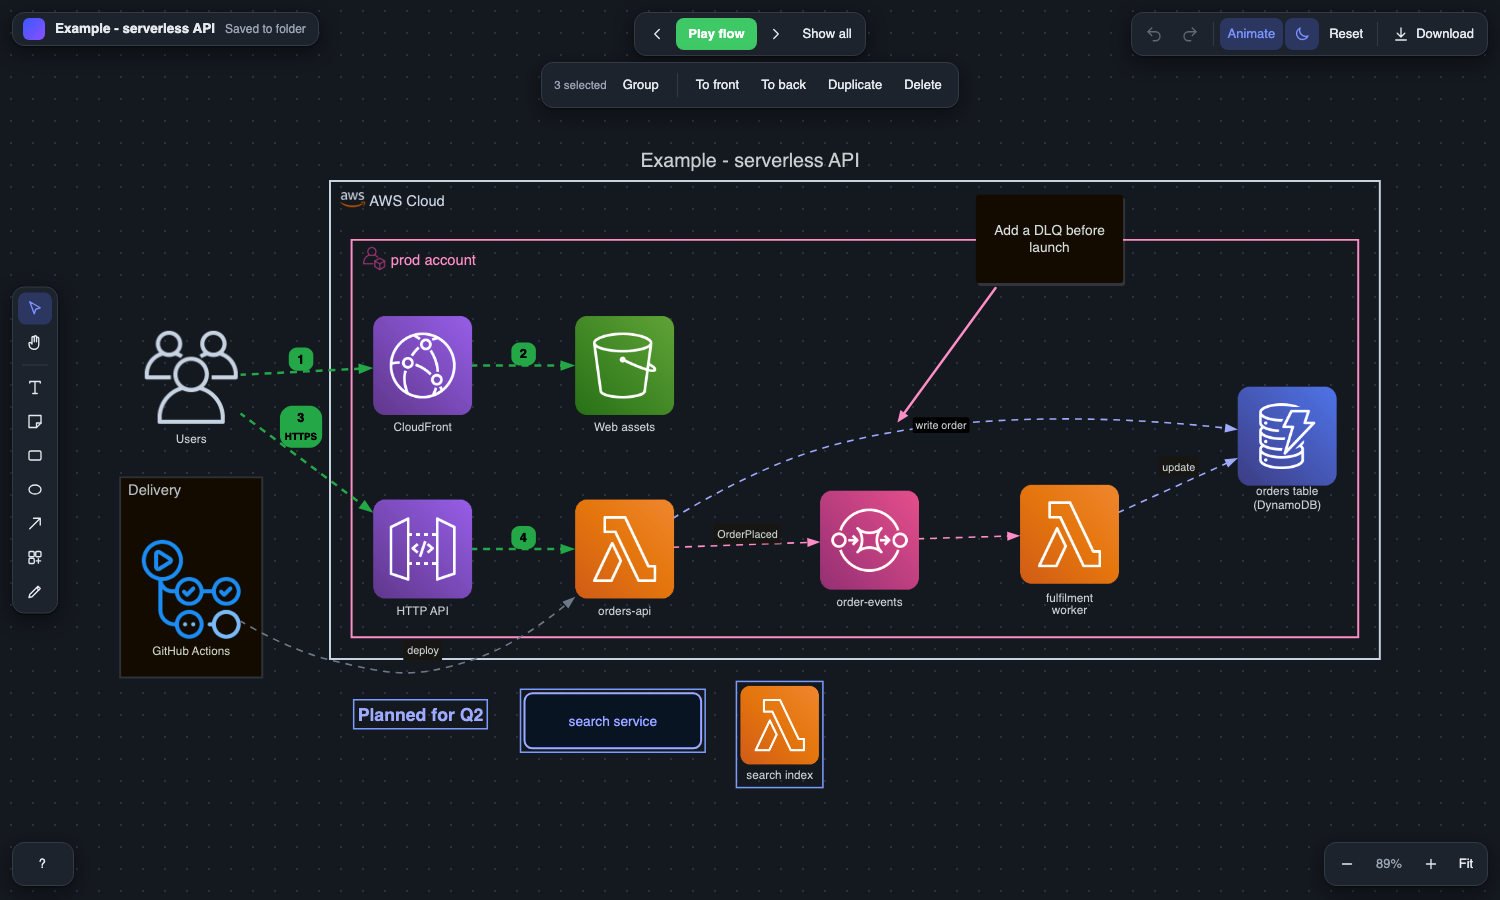 Example - serverless API
Saved to folder
Play flow
Show all
Animate
Reset
Download
3 selected
Group
To front
To back
Duplicate
Delete
Example - serverless API
aws
AWS Cloud
Add a DLQ before
launch
prod account
1
2
3
HTTPS
Users
CloudFront
Web assets
write order
update
orders table
(DynamoDB)
Delivery
4
OrderPlaced
HTTP API
orders-api
order-events
fulfilment
worker
GitHub Actions
deploy
Planned for Q2
search service
search index
?
89%
Fit